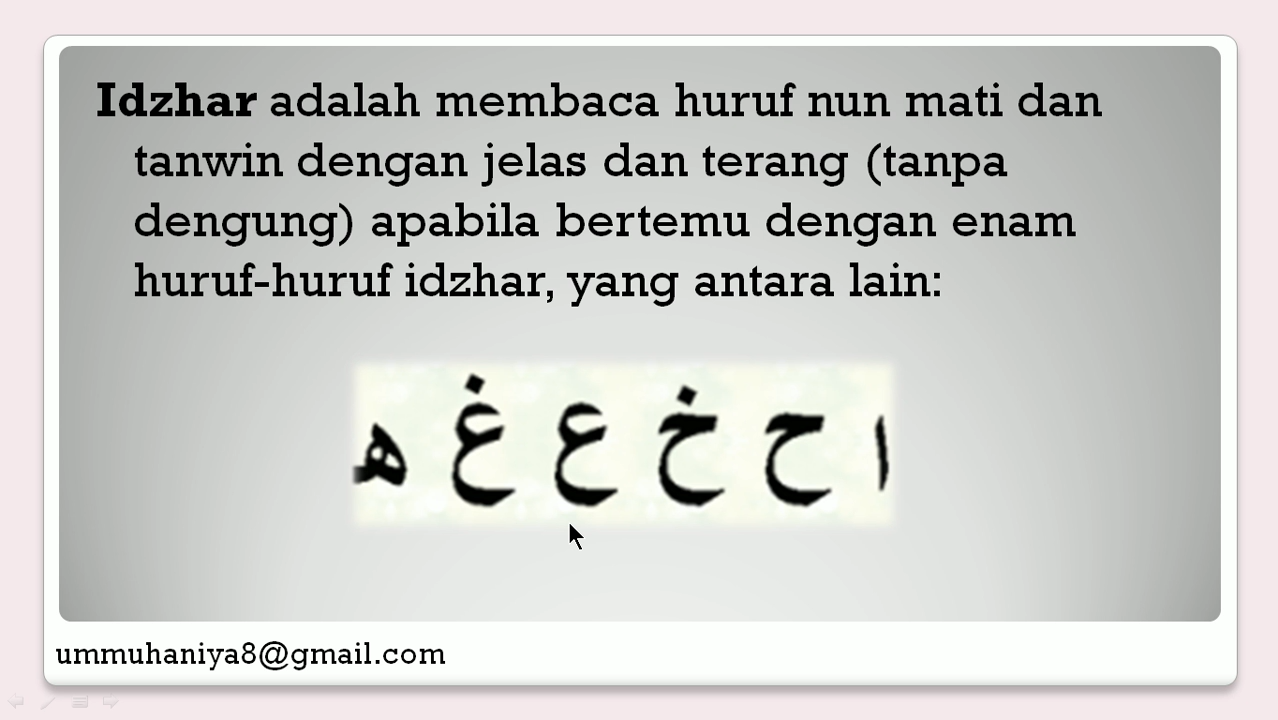 Idzhar adalah membaca huruf nun mati dan
tanwin dengan jelas dan terang (tanpa
dengung) apabila bertemu dengan enam
huruf-huruf idzhar, yang antara lain:
ا ح خ ع غ ه
ummuhaniya8@gmail.com